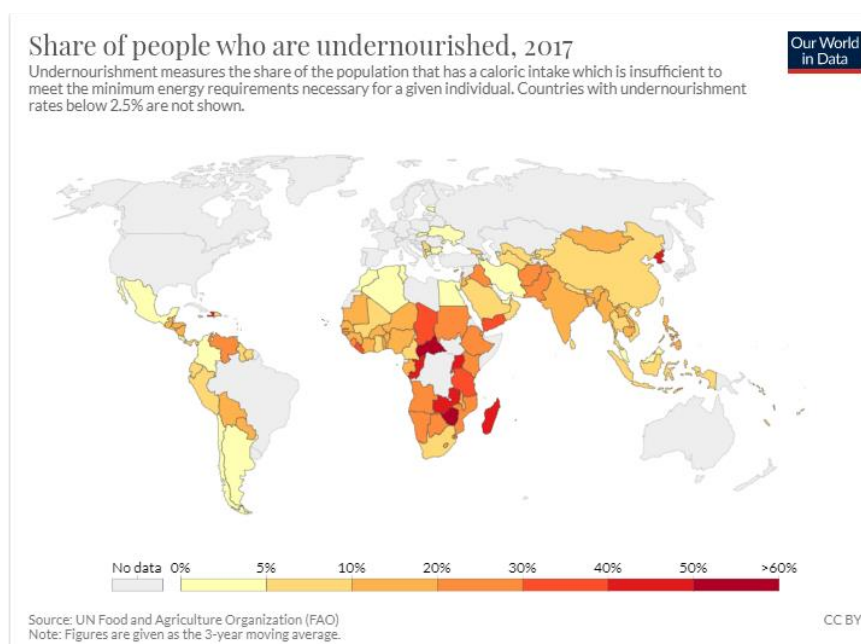 Share of people who are undernourished, 2017
Our World
in Data
Undernourishment measures the share of the population that has a caloric intake which is insufficient to
meet the minimum energy requirements necessary for a given individual. Countries with undernourishment
rates below 2.5% are not shown.
No data 0% 5% 10% 20% 30% 40% 50% >60%
Source: UN Food and Agriculture Organization (FAO)
Note: Figures are given as the 3-year moving average.
CC BY